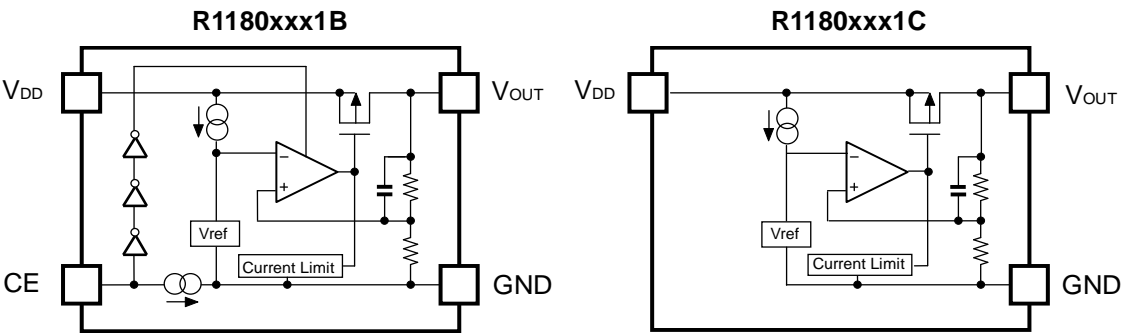 R1180xxx1B
VDD
VOUT
−
+
Vref
Current Limit
CE
GND
R1180xxx1C
VDD
VOUT
−
+
Vref
Current Limit
GND